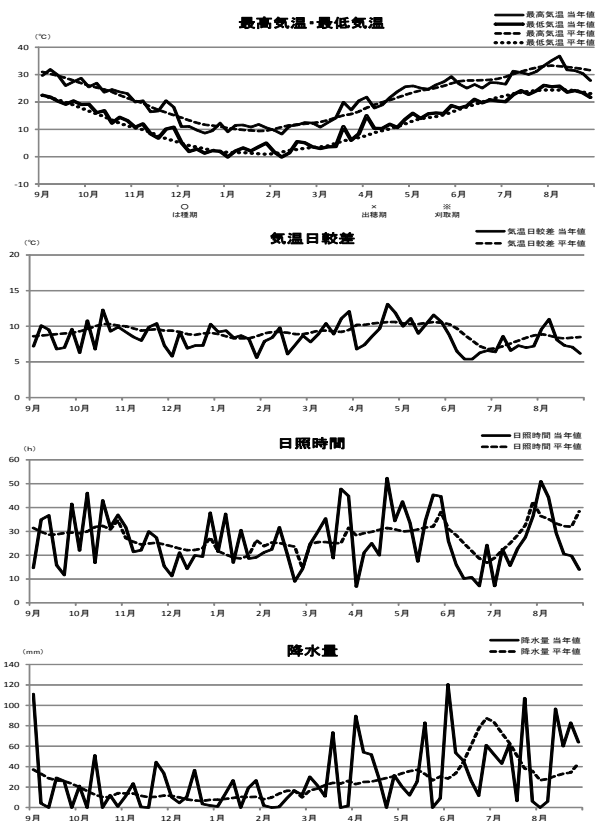 最高気温・最低気温
(℃)
最高気温 当年値
最低気温 当年値
最高気温 平年値
最低気温 平年値
40
30
20
10
0
-10
9月 10月 11月 12月 1月 2月 3月 4月 5月 6月 7月 8月
○ × ※
は種期 出穂期 刈取期
気温日較差
(℃)
気温日較差 当年値
気温日較差 平年値
20
15
10
5
0
9月 10月 11月 12月 1月 2月 3月 4月 5月 6月 7月 8月
日照時間
(h)
日照時間 当年値
日照時間 平年値
60
50
40
30
20
10
0
9月 10月 11月 12月 1月 2月 3月 4月 5月 6月 7月 8月
降水量
(mm)
降水量 当年値
降水量 平年値
140
120
100
80
60
40
20
0
9月 10月 11月 12月 1月 2月 3月 4月 5月 6月 7月 8月